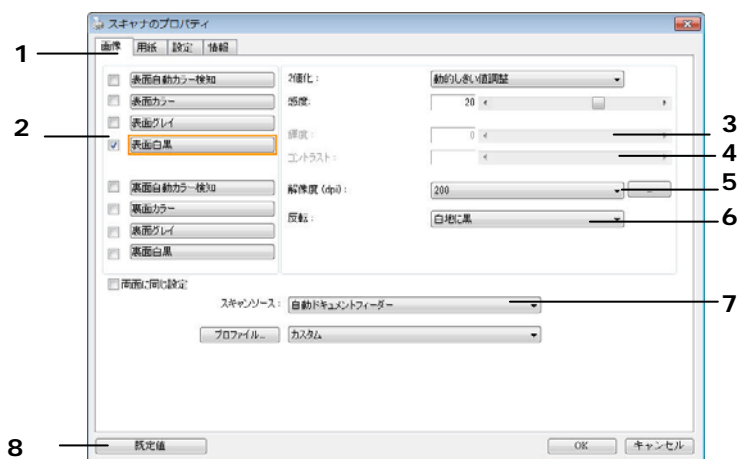 スキャナのプロパティ
1
画像 用紙 設定 情報
表面自動カラー検知
表面カラー
表面グレイ
2
表面白黒
裏面自動カラー検知
裏面カラー
裏面グレイ
裏面白黒
2値化：
動的しきい値調整
感度：
20
輝度：
0
3
コントラスト：
4
解像度 (dpi)：
200
5
反転：
白地に黒
6
両面に同じ設定
スキャンソース：
自動ドキュメントフィーダー
7
プロファイル...
カスタム
8
既定値
OK
キャンセル